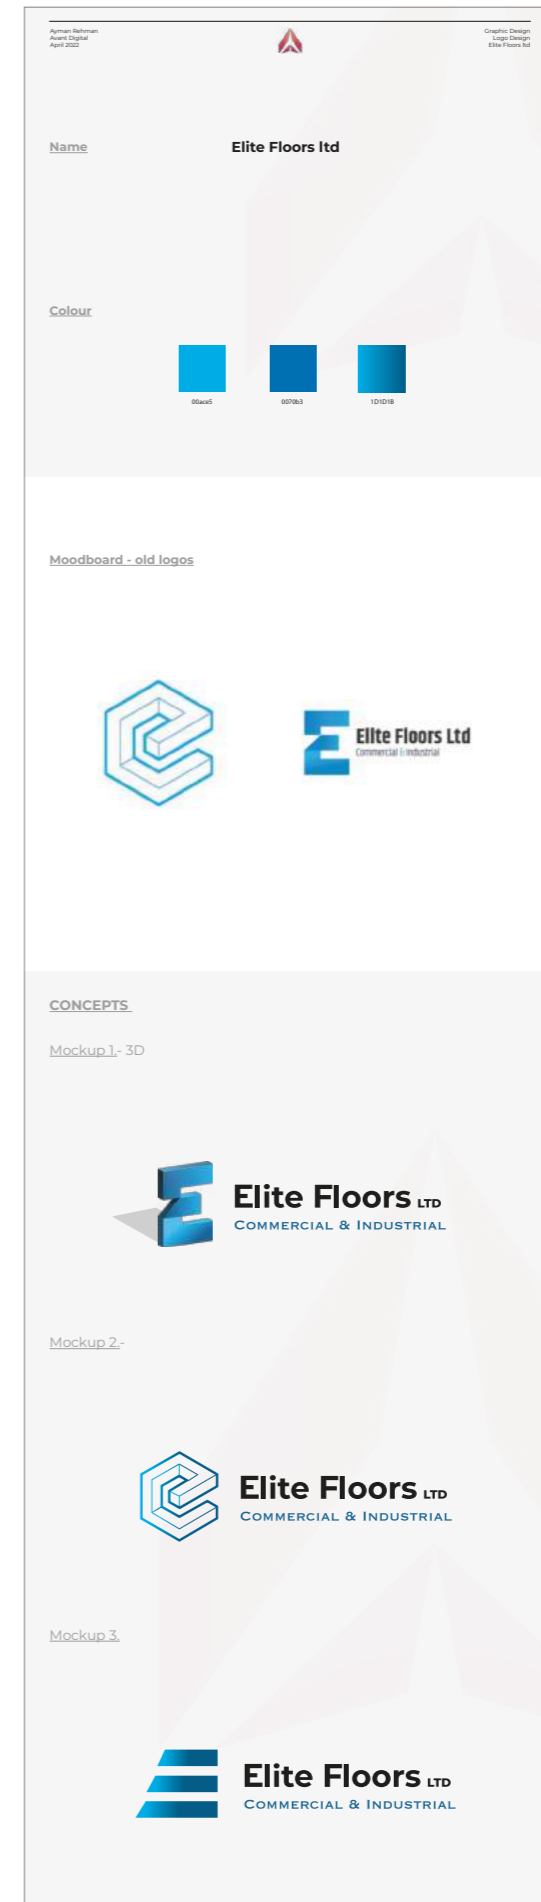 Ayman Rehman
Avant Digital
April 2022
Graphic Design
Logo Design
Elite Floors ltd
Name
Elite Floors ltd
Colour
00ace5
0070b3
1D1D1B
Moodboard - old logos
Elite Floors Ltd
Commercial & Industrial
CONCEPTS
Mockup 1.- 3D
Elite Floors LTD
COMMERCIAL & INDUSTRIAL
Mockup 2.-
Elite Floors LTD
COMMERCIAL & INDUSTRIAL
Mockup 3.
Elite Floors LTD
COMMERCIAL & INDUSTRIAL